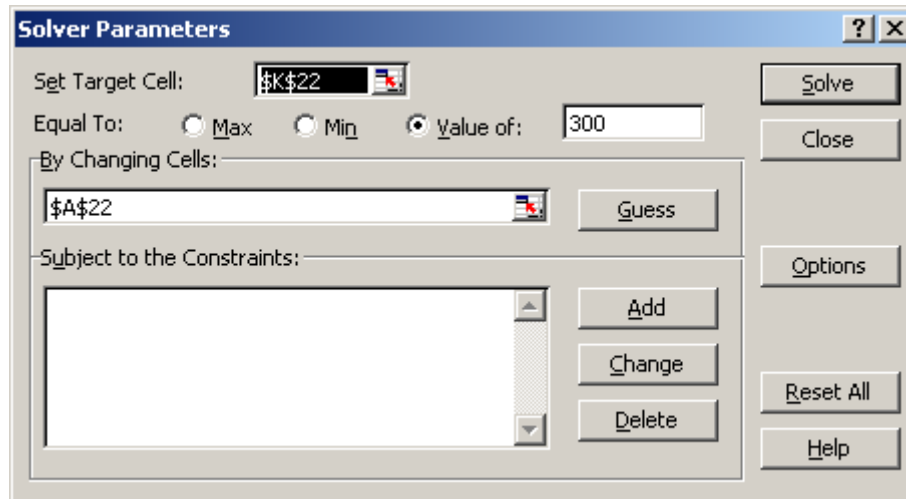 Solver Parameters
Set Target Cell: $K$22 Solve
Equal To: Max Min Value of: 300 Close
By Changing Cells:
$A$22 Guess
Subject to the Constraints: Options
Add
Change
Reset All
Delete
Help